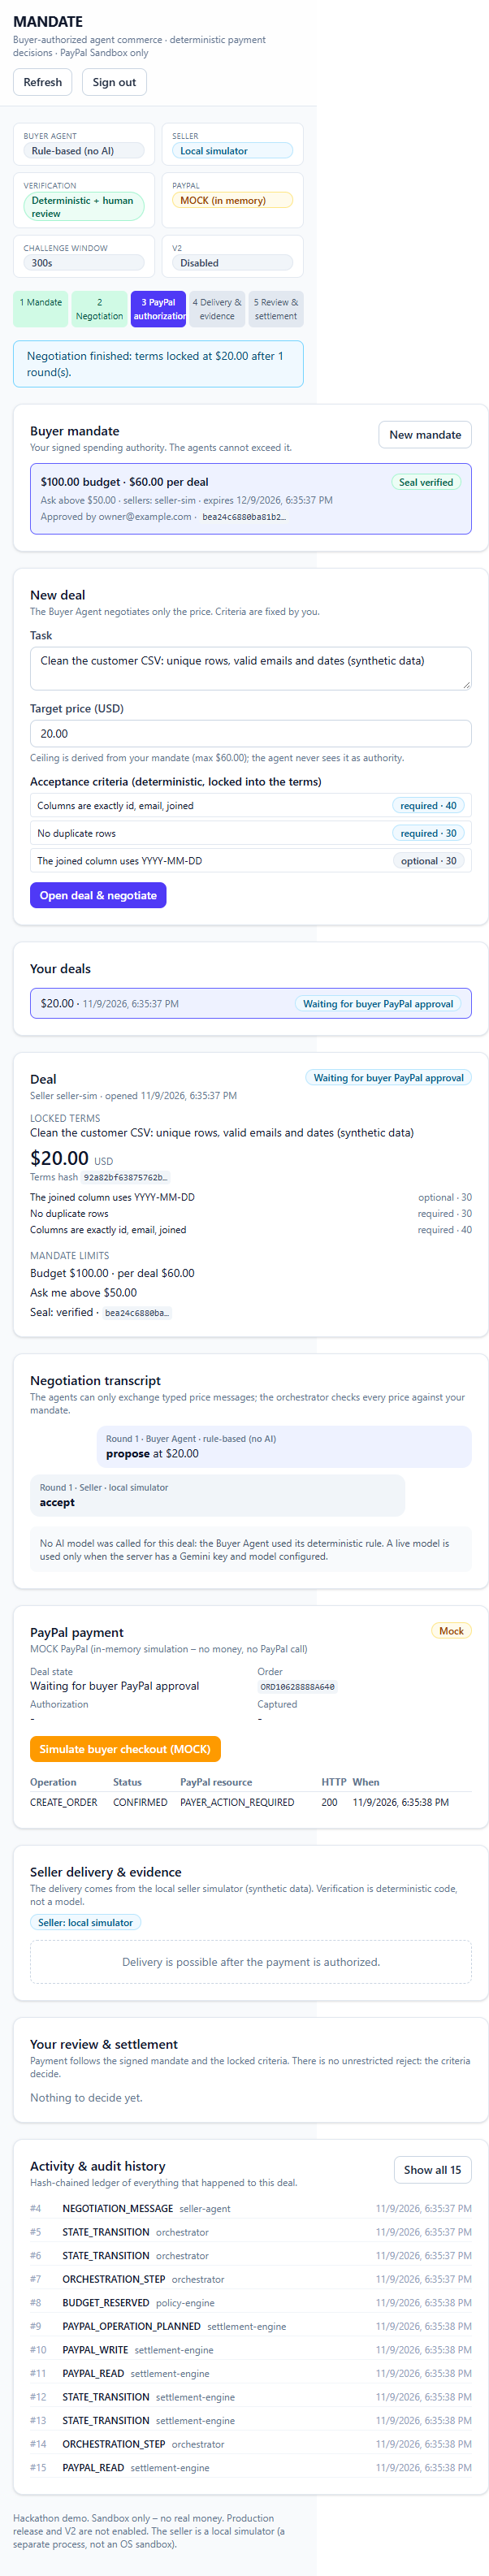 MANDATE
Buyer-authorized agent commerce · deterministic payment
decisions · PayPal Sandbox only
Refresh Sign out
BUYER AGENT
Rule-based (no AI)
SELLER
Local simulator
VERIFICATION
Deterministic + human
review
PAYPAL
MOCK (in memory)
CHALLENGE WINDOW
300s
V2
Disabled
1 Mandate
2
Negotiation
3 PayPal
authorization
4 Delivery &
evidence
5 Review &
settlement
Negotiation finished: terms locked at $20.00 after 1
round(s).
Buyer mandate
Your signed spending authority. The agents cannot exceed it.
New mandate
$100.00 budget · $60.00 per deal
Seal verified
Ask above $50.00 · sellers: seller-sim · expires 12/9/2026, 6:35:37 PM
Approved by owner@example.com · bea24c6880ba81b2…
New deal
The Buyer Agent negotiates only the price. Criteria are fixed by you.
Task
Clean the customer CSV: unique rows, valid emails and dates (synthetic data)
Target price (USD)
20.00
Ceiling is derived from your mandate (max $60.00); the agent never sees it as authority.
Acceptance criteria (deterministic, locked into the terms)
Columns are exactly id, email, joined required · 40
No duplicate rows required · 30
The joined column uses YYYY-MM-DD optional · 30
Open deal & negotiate
Your deals
$20.00 · 11/9/2026, 6:35:37 PM Waiting for buyer PayPal approval
Deal
Waiting for buyer PayPal approval
Seller seller-sim · opened 11/9/2026, 6:35:37 PM
LOCKED TERMS
Clean the customer CSV: unique rows, valid emails and dates (synthetic data)
$20.00 USD
Terms hash 92a82bf63875762b…
The joined column uses YYYY-MM-DD optional · 30
No duplicate rows required · 30
Columns are exactly id, email, joined required · 40
MANDATE LIMITS
Budget $100.00 · per deal $60.00
Ask me above $50.00
Seal: verified · bea24c6880ba…
Negotiation transcript
The agents can only exchange typed price messages; the orchestrator checks every price against your
mandate.
Round 1 · Buyer Agent · rule-based (no AI)
propose at $20.00
Round 1 · Seller · local simulator
accept
No AI model was called for this deal: the Buyer Agent used its deterministic rule. A live model is
used only when the server has a Gemini key and model configured.
PayPal payment
Mock
MOCK PayPal (in-memory simulation – no money, no PayPal call)
Deal state
Waiting for buyer PayPal approval
Order
ORD10628888A640
Authorization
-
Captured
-
Simulate buyer checkout (MOCK)
Operation Status PayPal resource HTTP When
CREATE_ORDER CONFIRMED PAYER_ACTION_REQUIRED 200 11/9/2026, 6:35:38 PM
Seller delivery & evidence
The delivery comes from the local seller simulator (synthetic data). Verification is deterministic code,
not a model.
Seller: local simulator
Delivery is possible after the payment is authorized.
Your review & settlement
Payment follows the signed mandate and the locked criteria. There is no unrestricted reject: the criteria
decide.
Nothing to decide yet.
Activity & audit history
Hash-chained ledger of everything that happened to this deal.
Show all 15
#4 NEGOTIATION_MESSAGE seller-agent 11/9/2026, 6:35:37 PM
#5 STATE_TRANSITION orchestrator 11/9/2026, 6:35:37 PM
#6 STATE_TRANSITION orchestrator 11/9/2026, 6:35:37 PM
#7 ORCHESTRATION_STEP orchestrator 11/9/2026, 6:35:37 PM
#8 BUDGET_RESERVED policy-engine 11/9/2026, 6:35:38 PM
#9 PAYPAL_OPERATION_PLANNED settlement-engine 11/9/2026, 6:35:38 PM
#10 PAYPAL_WRITE settlement-engine 11/9/2026, 6:35:38 PM
#11 PAYPAL_READ settlement-engine 11/9/2026, 6:35:38 PM
#12 STATE_TRANSITION settlement-engine 11/9/2026, 6:35:38 PM
#13 STATE_TRANSITION settlement-engine 11/9/2026, 6:35:38 PM
#14 ORCHESTRATION_STEP orchestrator 11/9/2026, 6:35:38 PM
#15 PAYPAL_READ settlement-engine 11/9/2026, 6:35:38 PM
Hackathon demo. Sandbox only – no real money. Production
release and V2 are not enabled. The seller is a local simulator (a
separate process, not an OS sandbox).